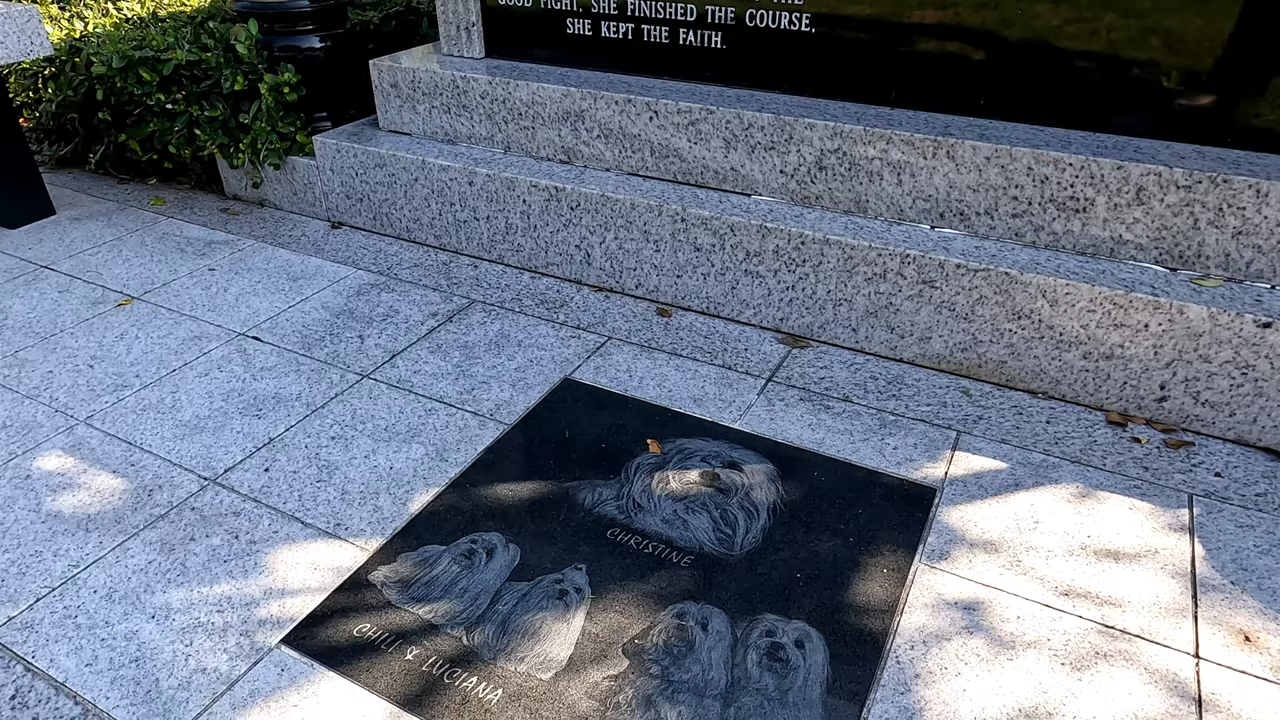 GOOD FIGHT, SHE FINISHED THE COURSE,
SHE KEPT THE FAITH.
CHRISTINE
CHILI & LUCIANA